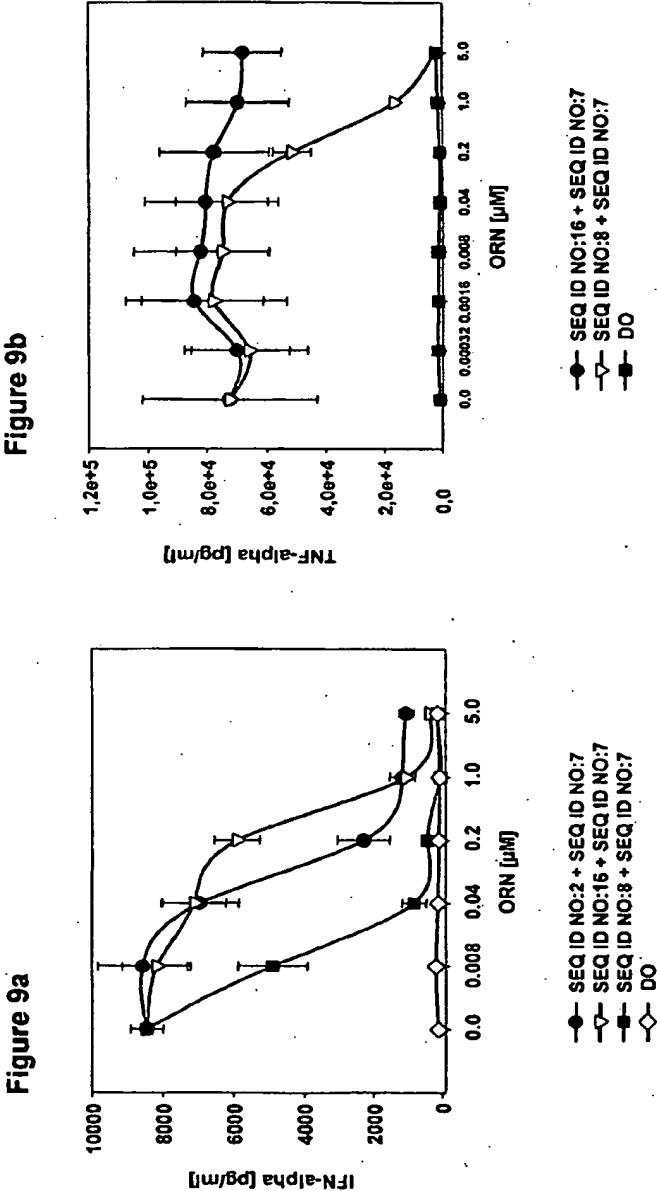 Figure 9a
IFN-alpha [pg/ml]
10000
8000
6000
4000
2000
0
0.0 0.008 0.04 0.2 1.0 5.0
ORN [µM]
SEQ ID NO:2 + SEQ ID NO:7
SEQ ID NO:16 + SEQ ID NO:7
SEQ ID NO:8 + SEQ ID NO:7
DO
Figure 9b
TNF-alpha [pg/ml]
1,2e+5
1,0e+5
8,0e+4
6,0e+4
4,0e+4
2,0e+4
0,0
0.0 0.00032 0.0016 0.008 0.04 0.2 1.0 5.0
ORN [µM]
SEQ ID NO:16 + SEQ ID NO:7
SEQ ID NO:8 + SEQ ID NO:7
DO